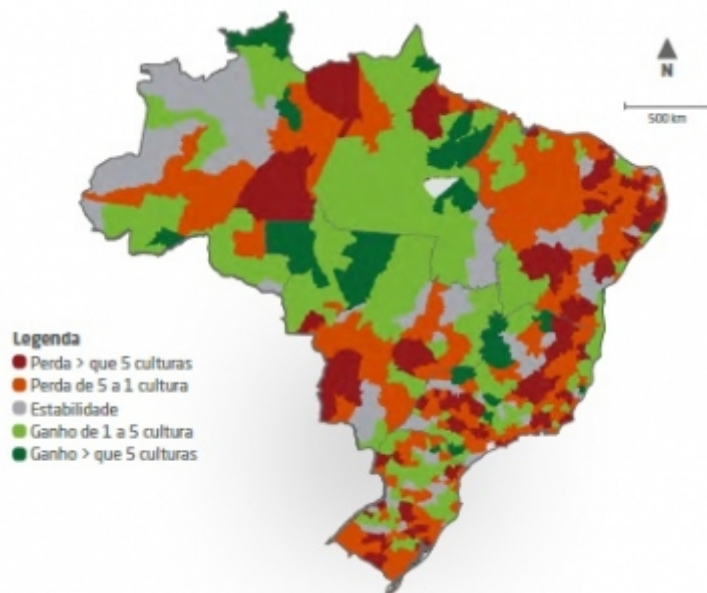 N
500 km
Legenda
Perda > que 5 culturas
Perda de 5 a 1 cultura
Estabilidade
Ganho de 1 a 5 cultura
Ganho > que 5 culturas